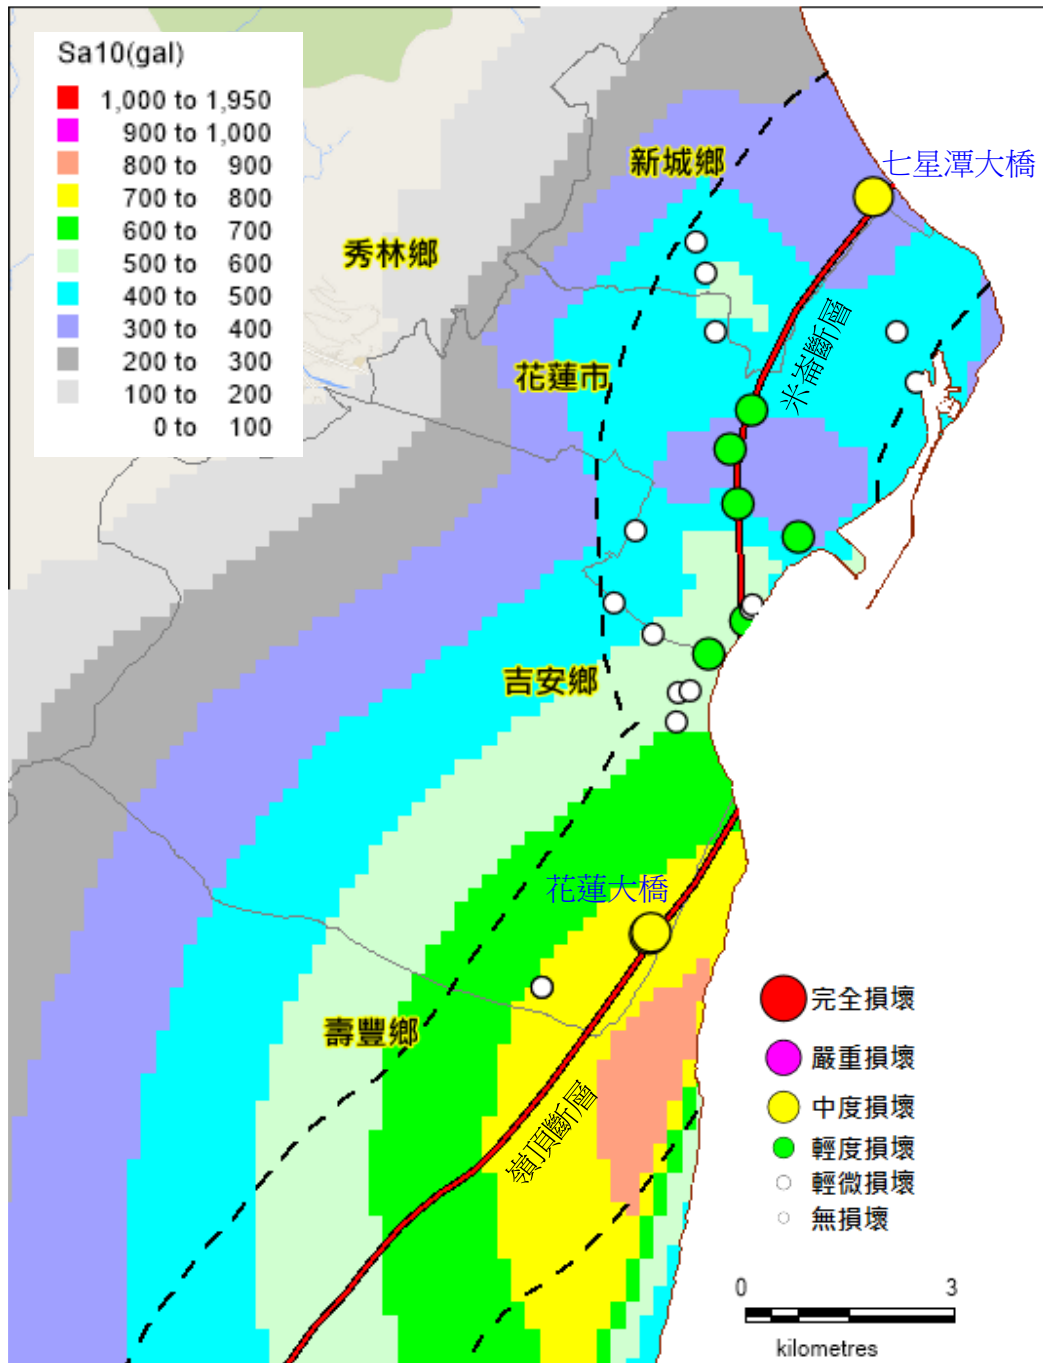 Sa10(gal)
1,000 to 1,950
900 to 1,000
800 to 900
700 to 800
600 to 700
500 to 600
400 to 500
300 to 400
200 to 300
100 to 200
0 to 100
新城鄉
七星潭大橋
秀林鄉
米崙斷層
花蓮市
吉安鄉
花蓮大橋
壽豐鄉
嶺頂斷層
完全損壞
嚴重損壞
中度損壞
輕度損壞
輕微損壞
無損壞
0 3
kilometres